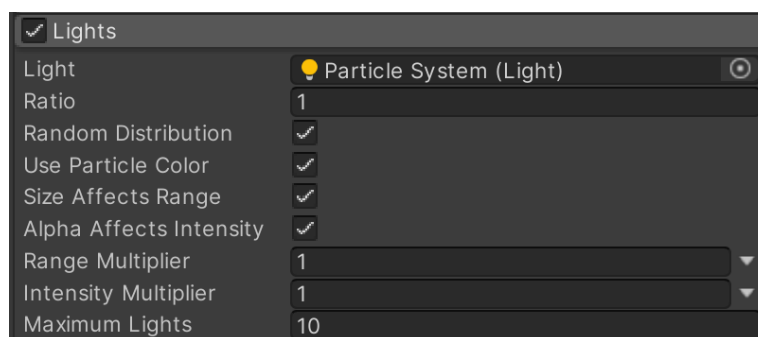 Lights
Light Particle System (Light)
Ratio 1
Random Distribution
Use Particle Color
Size Affects Range
Alpha Affects Intensity
Range Multiplier 1
Intensity Multiplier 1
Maximum Lights 10